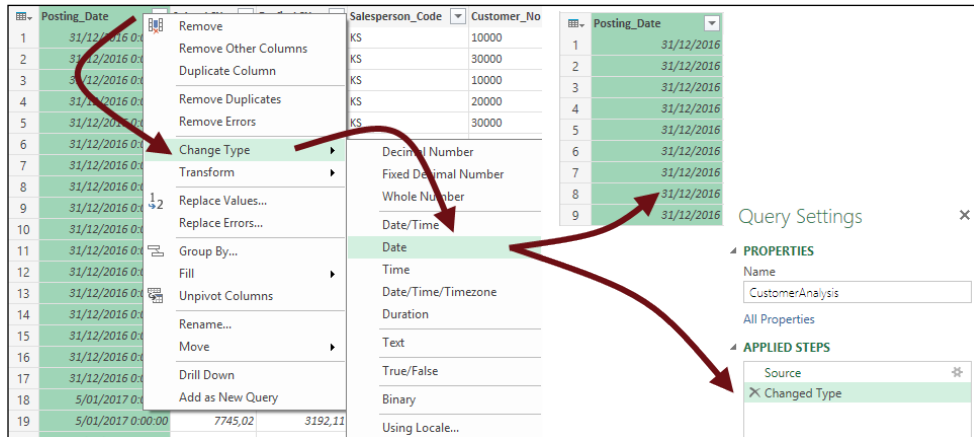 Posting_Date Salesperson_Code Customer_No
1 31/12/2016 0: KS 10000
2 31/12/2016 0: KS 30000
3 31/12/2016 0: KS 10000
4 31/12/2016 0: KS 20000
5 31/12/2016 0: KS 30000
6 31/12/2016 0:
7 31/12/2016 0:
8 31/12/2016 0:
9 31/12/2016 0:
10 31/12/2016 0:
11 31/12/2016 0:
12 31/12/2016 0:
13 31/12/2016 0:
14 31/12/2016 0:
15 31/12/2016 0:
16 31/12/2016 0:
17 31/12/2016 0:
18 5/01/2017 0:
19 5/01/2017 0:00:00 7745,02 3192,11
Remove
Remove Other Columns
Duplicate Column
Remove Duplicates
Remove Errors
Change Type
Transform
1 2 Replace Values...
Replace Errors...
Group By...
Fill
Unpivot Columns
Rename...
Move
Drill Down
Add as New Query
Decimal Number
Fixed Decimal Number
Whole Number
Date/Time
Date
Time
Date/Time/Timezone
Duration
Text
True/False
Binary
Using Locale...
Posting_Date
1 31/12/2016
2 31/12/2016
3 31/12/2016
4 31/12/2016
5 31/12/2016
6 31/12/2016
7 31/12/2016
8 31/12/2016
9 31/12/2016
Query Settings
PROPERTIES
Name
CustomerAnalysis
All Properties
APPLIED STEPS
Source
Changed Type